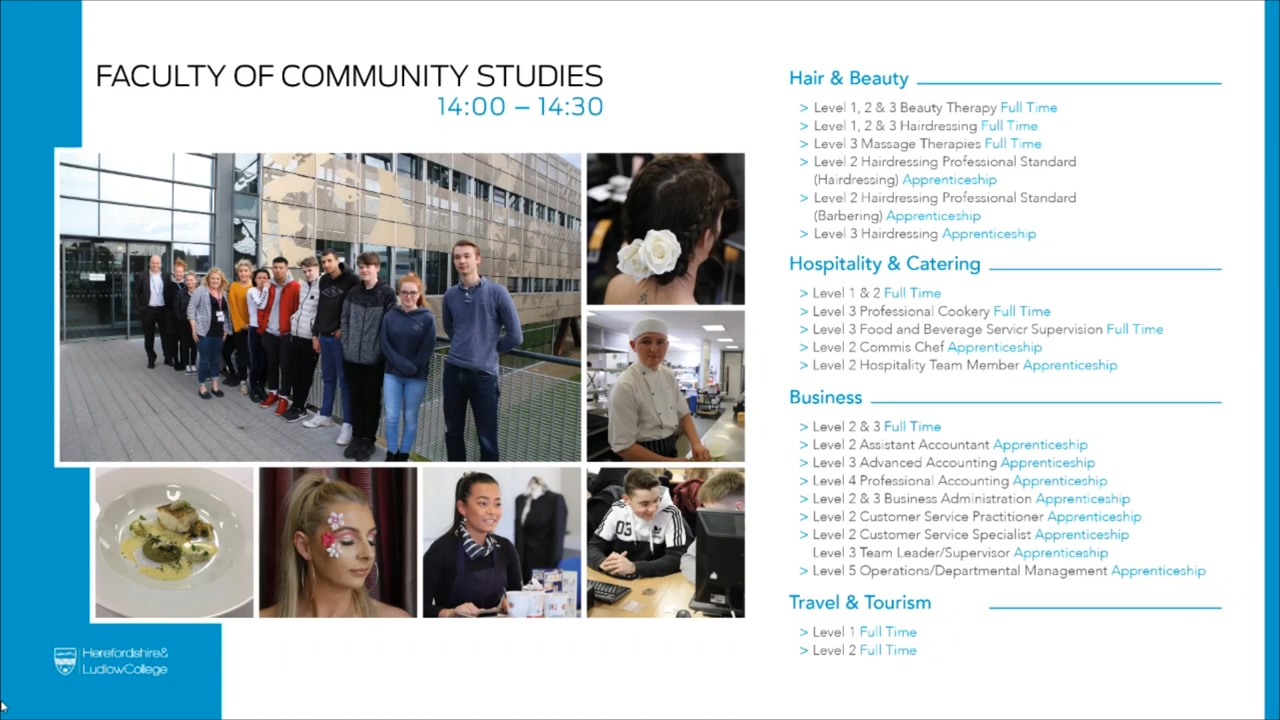 FACULTY OF COMMUNITY STUDIES
14:00 – 14:30
Hair & Beauty
> Level 1, 2 & 3 Beauty Therapy Full Time
> Level 1, 2 & 3 Hairdressing Full Time
> Level 3 Massage Therapies Full Time
> Level 2 Hairdressing Professional Standard
(Hairdressing) Apprenticeship
> Level 2 Hairdressing Professional Standard
(Barbering) Apprenticeship
> Level 3 Hairdressing Apprenticeship
Hospitality & Catering
> Level 1 & 2 Full Time
> Level 3 Professional Cookery Full Time
> Level 3 Food and Beverage Servicr Supervision Full Time
> Level 2 Commis Chef Apprenticeship
> Level 2 Hospitality Team Member Apprenticeship
Business
> Level 2 & 3 Full Time
> Level 2 Assistant Accountant Apprenticeship
> Level 3 Advanced Accounting Apprenticeship
> Level 4 Professional Accounting Apprenticeship
> Level 2 & 3 Business Administration Apprenticeship
> Level 2 Customer Service Practitioner Apprenticeship
> Level 2 Customer Service Specialist Apprenticeship
Level 3 Team Leader/Supervisor Apprenticeship
> Level 5 Operations/Departmental Management Apprenticeship
Travel & Tourism
> Level 1 Full Time
> Level 2 Full Time
03
Herefordshire&
LudlowCollege